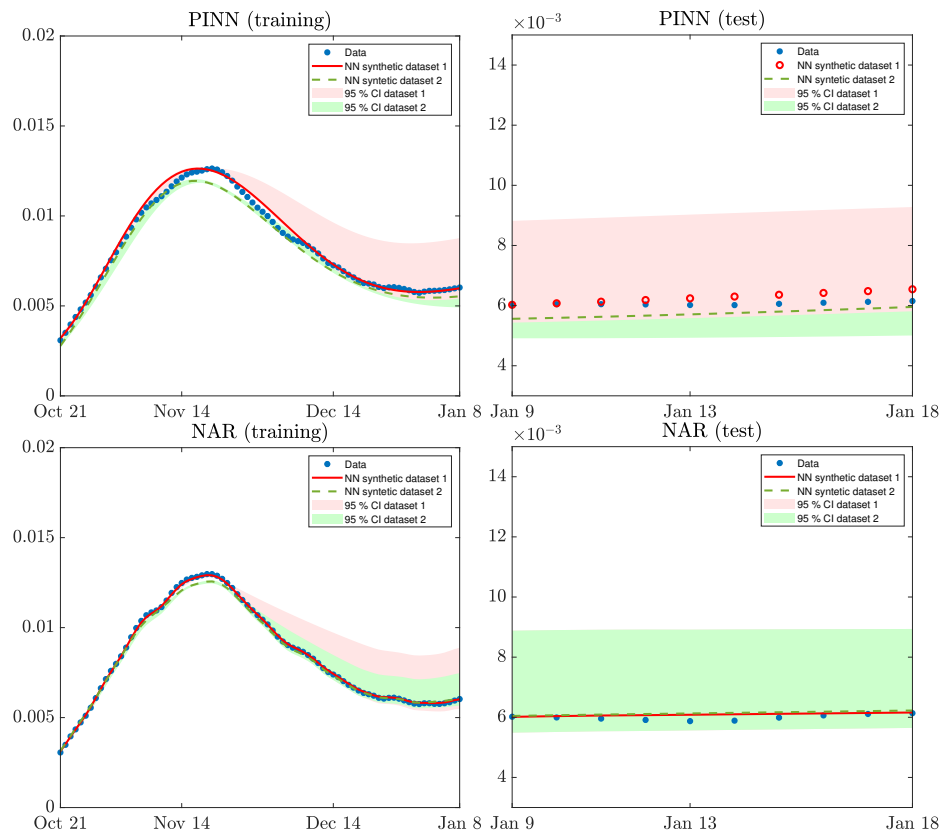 PINN (training)
0.02
0.015
0.01
0.005
0
Oct 21
Nov 14
Dec 14
Jan 8
Data
NN synthetic dataset 1
NN syntetic dataset 2
95 % CI dataset 1
95 % CI dataset 2
PINN (test)
×10⁻³
14
12
10
8
6
4
Jan 9
Jan 13
Jan 18
Data
NN synthetic dataset 1
NN syntetic dataset 2
95 % CI dataset 1
95 % CI dataset 2
NAR (training)
0.02
0.015
0.01
0.005
0
Oct 21
Nov 14
Dec 14
Jan 8
Data
NN synthetic dataset 1
NN syntetic dataset 2
95 % CI dataset 1
95 % CI dataset 2
NAR (test)
×10⁻³
14
12
10
8
6
4
Jan 9
Jan 13
Jan 18
Data
NN synthetic dataset 1
NN syntetic dataset 2
95 % CI dataset 1
95 % CI dataset 2